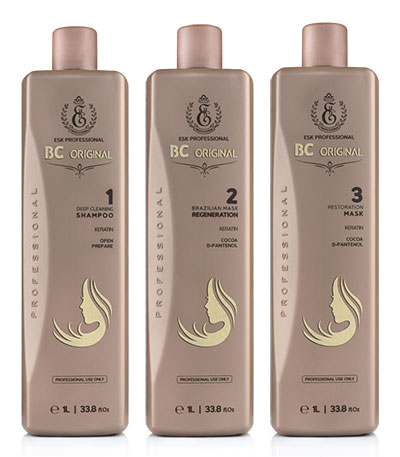 E
ESK PROFESSIONAL
BC ORIGINAL
1
DEEP CLEANING
SHAMPOO
KERATIN
OPEN
PREPARE
PROFESSIONAL
PROFESSIONAL USE ONLY
e 1L | 33.8 fl.Oz
E
ESK PROFESSIONAL
BC ORIGINAL
2
BRAZILIAN MASK
REGENERATION
KERATIN
COCOA
D-PANTENOL
PROFESSIONAL
PROFESSIONAL USE ONLY
e 1L | 33.8 fl.Oz
E
ESK PROFESSIONAL
BC ORIGINAL
3
RESTORATION
MASK
KERATIN
COCOA
D-PANTENOL
PROFESSIONAL
PROFESSIONAL USE ONLY
e 1L | 33.8 fl.Oz